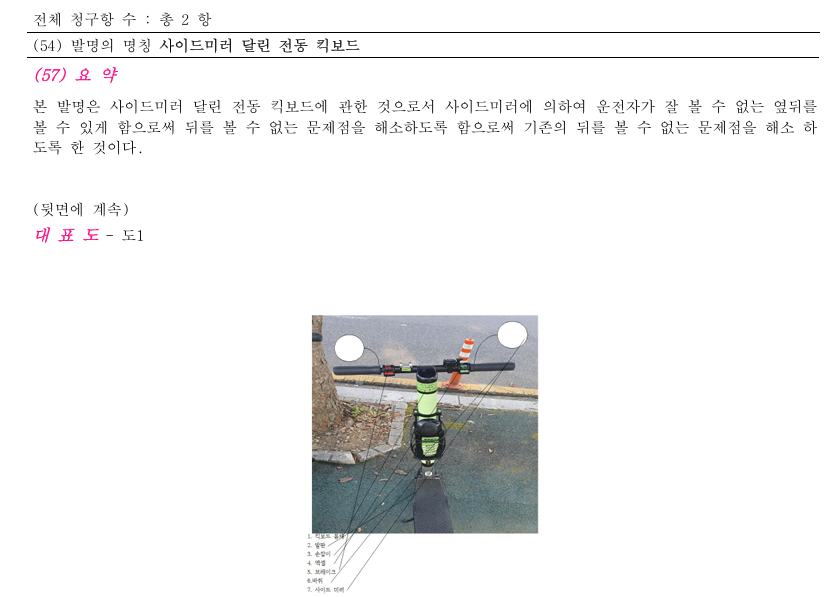 전체 청구항 수 : 총 2 항
(54) 발명의 명칭 사이드미러 달린 전동 킥보드
(57) 요 약
본 발명은 사이드미러 달린 전동 킥보드에 관한 것으로서 사이드미러에 의하여 운전자가 잘 볼 수 없는 옆뒤를
볼 수 있게 함으로써 뒤를 볼 수 없는 문제점을 해소하도록 함으로써 기존의 뒤를 볼 수 없는 문제점을 해소 하
도록 한 것이다.
(뒷면에 계속)
대 표 도 - 도1
1. 킥보드 몸체
2. 발판
3. 손잡이
4. 엑셀
5. 브레이크
6.바퀴
7. 사이드 미러